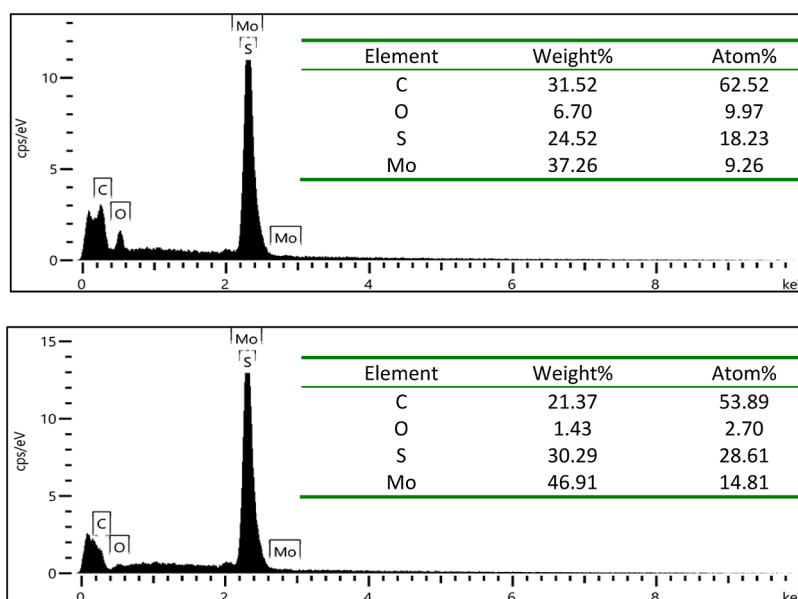 Mo
S
Element Weight% Atom%
C 31.52 62.52
O 6.70 9.97
S 24.52 18.23
Mo 37.26 9.26
cps/eV
10
5
0
C
O
Mo
0 2 4 6 8 ke
Mo
S
Element Weight% Atom%
C 21.37 53.89
O 1.43 2.70
S 30.29 28.61
Mo 46.91 14.81
cps/eV
15
10
5
0
C
O
Mo
0 2 4 6 8 ke